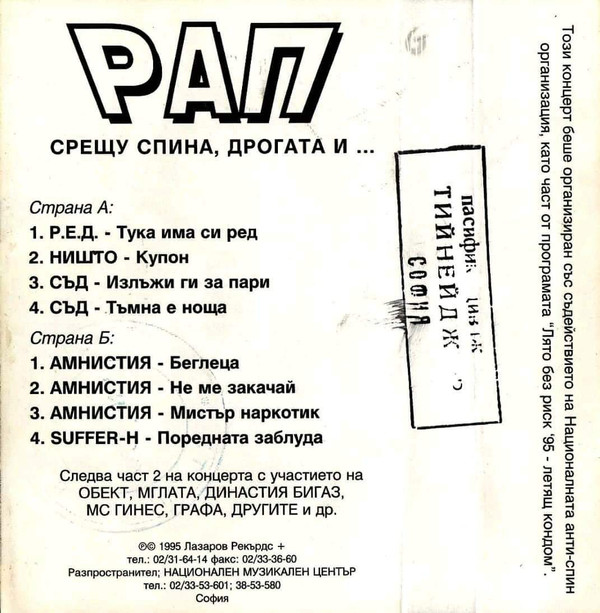 РАП
СРЕЩУ СПИНА, ДРОГАТА И ...
Страна А:
1. Р.Е.Д. - Тука има си ред
2. НИШТО - Купон
3. СЪД - Излъжи ги за пари
4. СЪД - Тъмна е ноща
Страна Б:
1. АМНИСТИЯ - Беглеца
2. АМНИСТИЯ - Не ме закачай
3. АМНИСТИЯ - Мистър наркотик
4. SUFFER-H - Поредната заблуда
Следва част 2 на концерта с участието на
ОБЕКТ, МГЛАТА, ДИНАСТИЯ БИГАЗ,
МС ГИНЕС, ГРАФА, ДРУГИТЕ и др.
℗© 1995 Лазаров Рекърдс +
тел.: 02/31-64-14 факс: 02/33-36-60
Разпространител; НАЦИОНАЛЕН МУЗИКАЛЕН ЦЕНТЪР
тел.: 02/33-53-601; 38-53-580
София
пасифик
ТИЙНЕЙДЖ
СОФИЯ
Този концерт беше организиран със съдействието на Националната анти-спин
организация, като част от програмата "Лято без риск '95 - летящ кондом".